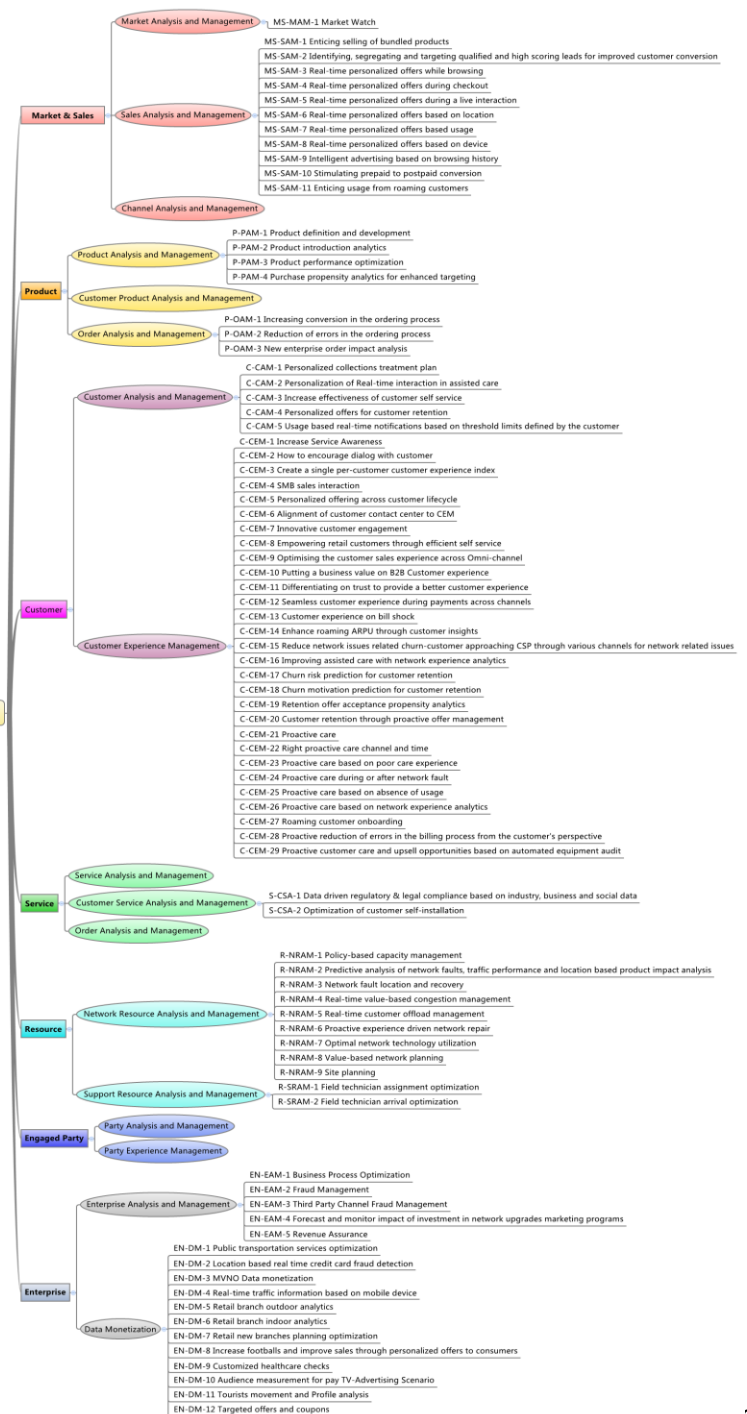 Market & Sales
Market Analysis and Management
MS-MAM-1 Market Watch
Sales Analysis and Management
MS-SAM-1 Enticing selling of bundled products
MS-SAM-2 Identifying, segregating and targeting qualified and high scoring leads for improved customer conversion
MS-SAM-3 Real-time personalized offers while browsing
MS-SAM-4 Real-time personalized offers during checkout
MS-SAM-5 Real-time personalized offers during a live interaction
MS-SAM-6 Real-time personalized offers based on location
MS-SAM-7 Real-time personalized offers based usage
MS-SAM-8 Real-time personalized offers based on device
MS-SAM-9 Intelligent advertising based on browsing history
MS-SAM-10 Stimulating prepaid to postpaid conversion
MS-SAM-11 Enticing usage from roaming customers
Channel Analysis and Management
Product
Product Analysis and Management
P-PAM-1 Product definition and development
P-PAM-2 Product introduction analytics
P-PAM-3 Product performance optimization
P-PAM-4 Purchase propensity analytics for enhanced targeting
Customer Product Analysis and Management
Order Analysis and Management
P-OAM-1 Increasing conversion in the ordering process
P-OAM-2 Reduction of errors in the ordering process
P-OAM-3 New enterprise order impact analysis
Customer
Customer Analysis and Management
C-CAM-1 Personalized collections treatment plan
C-CAM-2 Personalization of Real-time interaction in assisted care
C-CAM-3 Increase effectiveness of customer self service
C-CAM-4 Personalized offers for customer retention
C-CAM-5 Usage based real-time notifications based on threshold limits defined by the customer
Customer Experience Management
C-CEM-1 Increase Service Awareness
C-CEM-2 How to encourage dialog with customer
C-CEM-3 Create a single per-customer customer experience index
C-CEM-4 SMB sales interaction
C-CEM-5 Personalized offering across customer lifecycle
C-CEM-6 Alignment of customer contact center to CEM
C-CEM-7 Innovative customer engagement
C-CEM-8 Empowering retail customers through efficient self service
C-CEM-9 Optimising the customer sales experience across Omni-channel
C-CEM-10 Putting a business value on B2B Customer experience
C-CEM-11 Differentiating on trust to provide a better customer experience
C-CEM-12 Seamless customer experience during payments across channels
C-CEM-13 Customer experience on bill shock
C-CEM-14 Enhance roaming ARPU through customer insights
C-CEM-15 Reduce network issues related churn-customer approaching CSP through various channels for network related issues
C-CEM-16 Improving assisted care with network experience analytics
C-CEM-17 Churn risk prediction for customer retention
C-CEM-18 Churn motivation prediction for customer retention
C-CEM-19 Retention offer acceptance propensity analytics
C-CEM-20 Customer retention through proactive offer management
C-CEM-21 Proactive care
C-CEM-22 Right proactive care channel and time
C-CEM-23 Proactive care based on poor care experience
C-CEM-24 Proactive care during or after network fault
C-CEM-25 Proactive care based on absence of usage
C-CEM-26 Proactive care based on network experience analytics
C-CEM-27 Roaming customer onboarding
C-CEM-28 Proactive reduction of errors in the billing process from the customer's perspective
C-CEM-29 Proactive customer care and upsell opportunities based on automated equipment audit
Service
Service Analysis and Management
Customer Service Analysis and Management
S-CSA-1 Data driven regulatory & legal compliance based on industry, business and social data
S-CSA-2 Optimization of customer self-installation
Order Analysis and Management
Resource
Network Resource Analysis and Management
R-NRAM-1 Policy-based capacity management
R-NRAM-2 Predictive analysis of network faults, traffic performance and location based product impact analysis
R-NRAM-3 Network fault location and recovery
R-NRAM-4 Real-time value-based congestion management
R-NRAM-5 Real-time customer offload management
R-NRAM-6 Proactive experience driven network repair
R-NRAM-7 Optimal network technology utilization
R-NRAM-8 Value-based network planning
R-NRAM-9 Site planning
Support Resource Analysis and Management
R-SRAM-1 Field technician assignment optimization
R-SRAM-2 Field technician arrival optimization
Engaged Party
Party Analysis and Management
Party Experience Management
Enterprise
Enterprise Analysis and Management
EN-EAM-1 Business Process Optimization
EN-EAM-2 Fraud Management
EN-EAM-3 Third Party Channel Fraud Management
EN-EAM-4 Forecast and monitor impact of investment in network upgrades marketing programs
EN-EAM-5 Revenue Assurance
Data Monetization
EN-DM-1 Public transportation services optimization
EN-DM-2 Location based real time credit card fraud detection
EN-DM-3 MVNO Data monetization
EN-DM-4 Real-time traffic information based on mobile device
EN-DM-5 Retail branch outdoor analytics
EN-DM-6 Retail branch indoor analytics
EN-DM-7 Retail new branches planning optimization
EN-DM-8 Increase footballs and improve sales through personalized offers to consumers
EN-DM-9 Customized healthcare checks
EN-DM-10 Audience measurement for pay TV-Advertising Scenario
EN-DM-11 Tourists movement and Profile analysis
EN-DM-12 Targeted offers and coupons